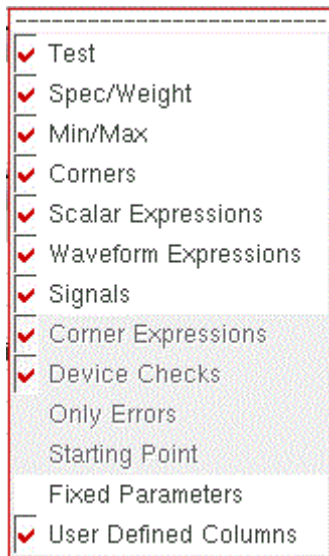 Test
Spec/Weight
Min/Max
Corners
Scalar Expressions
Waveform Expressions
Signals
Corner Expressions
Device Checks
Only Errors
Starting Point
Fixed Parameters
User Defined Columns